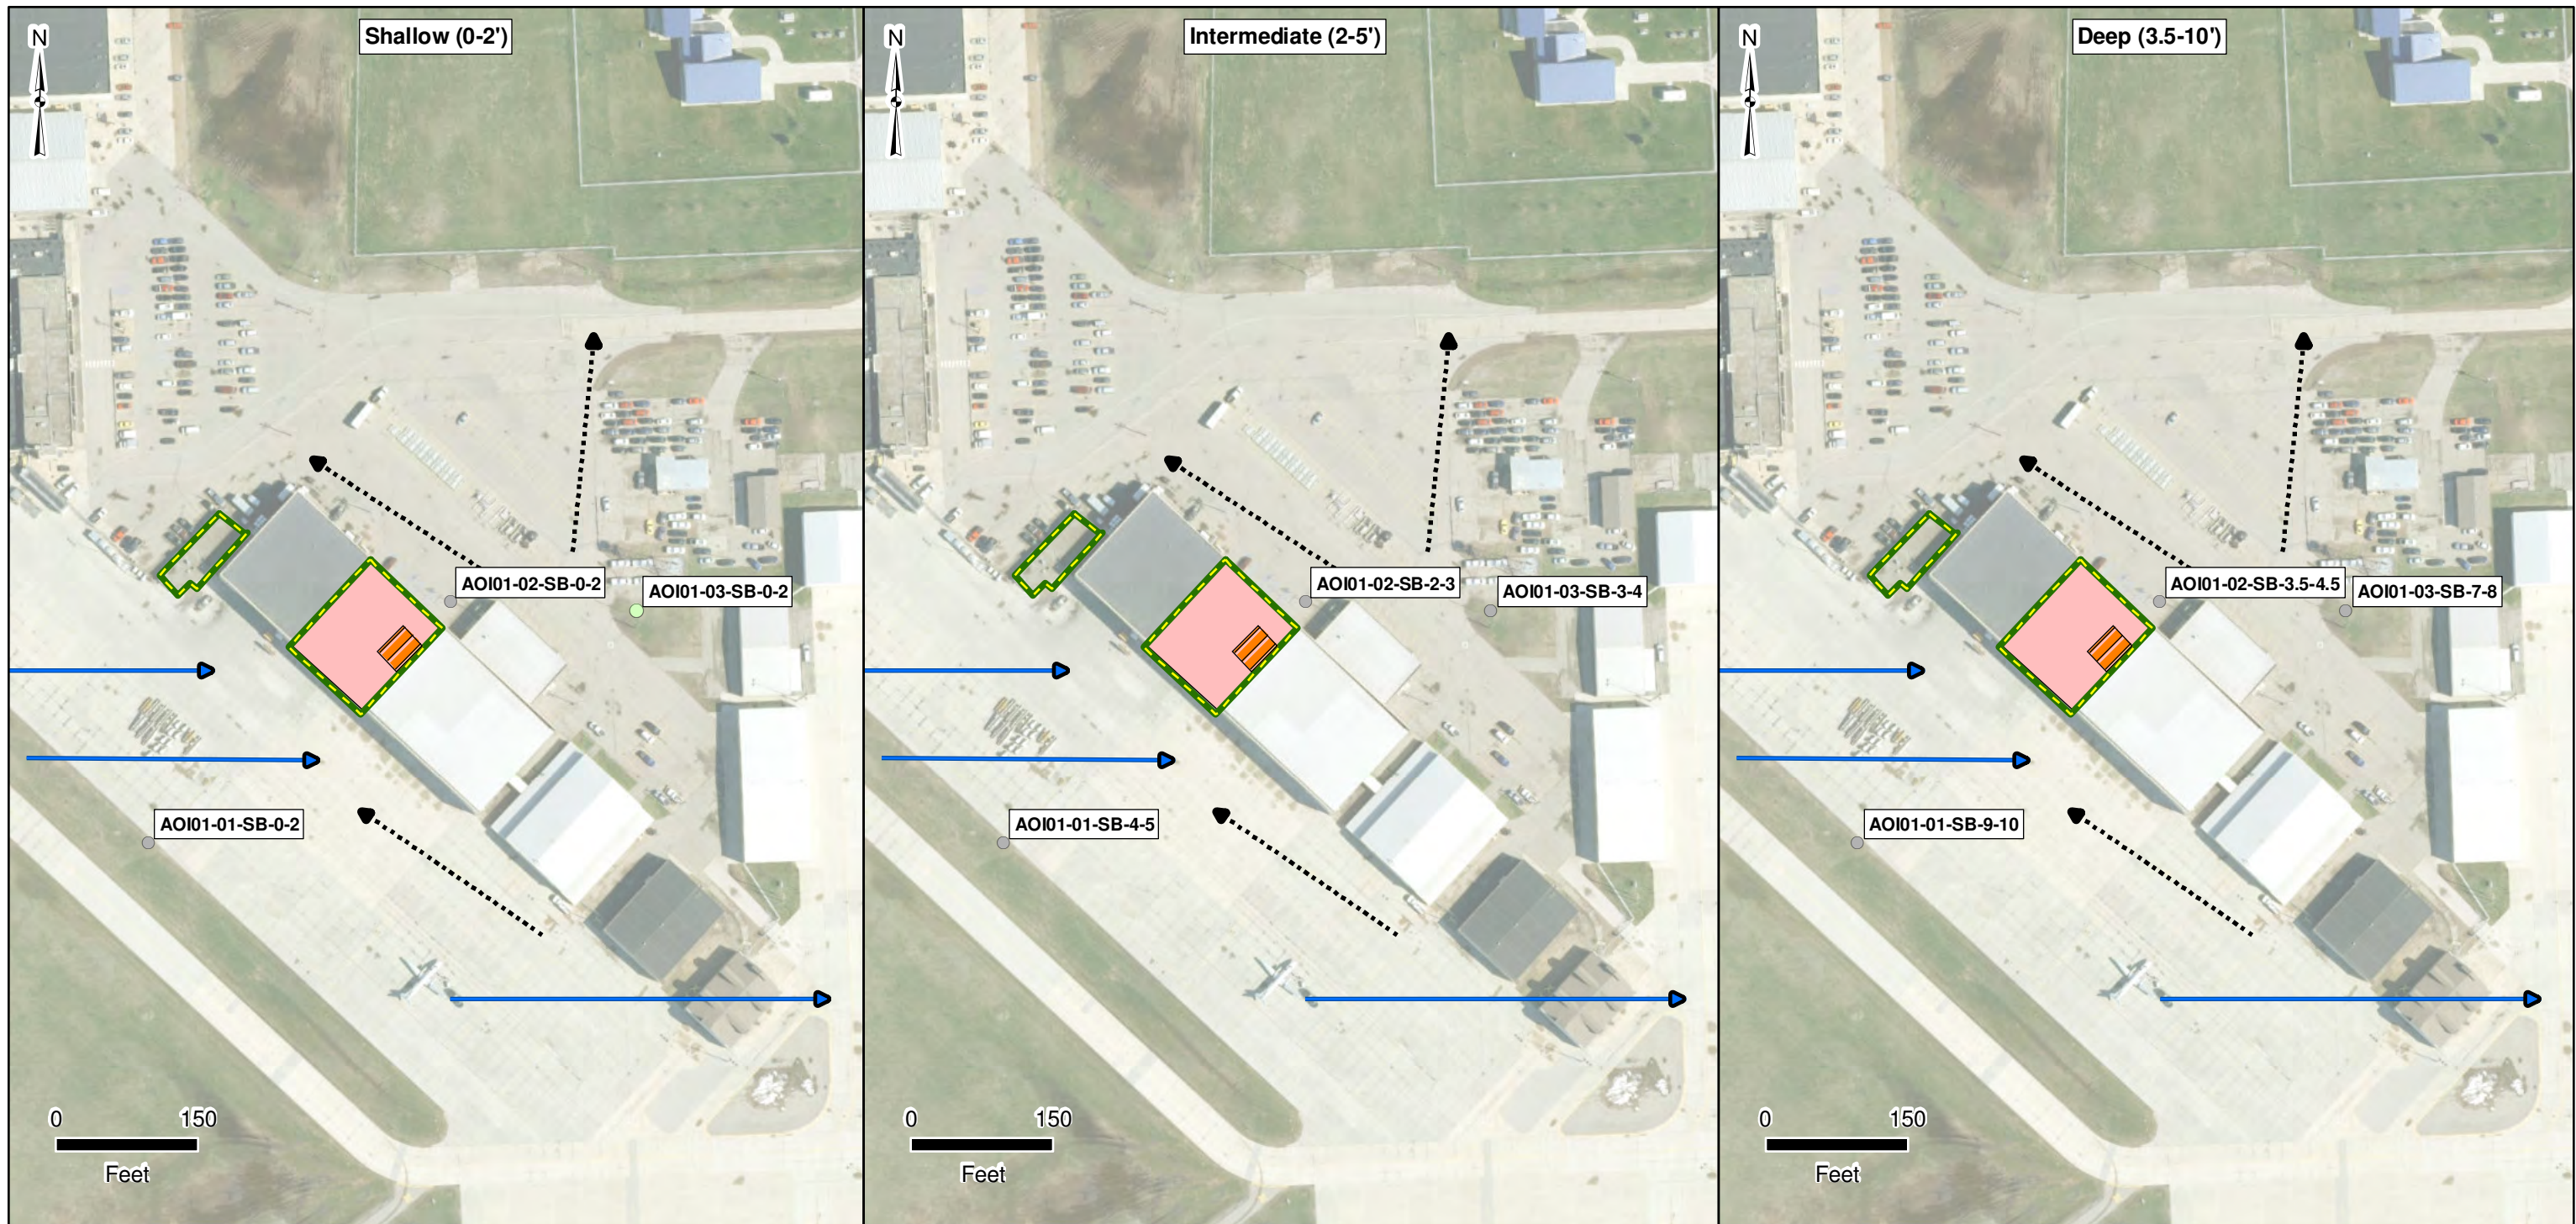 N
Shallow (0-2')
AOI01-02-SB-0-2
AOI01-03-SB-0-2
AOI01-01-SB-0-2
0 150
Feet
N
Intermediate (2-5')
AOI01-02-SB-2-3
AOI01-03-SB-3-4
AOI01-01-SB-4-5
0 150
Feet
N
Deep (3.5-10')
AOI01-02-SB-3.5-4.5
AOI01-03-SB-7-8
AOI01-01-SB-9-10
0 150
Feet